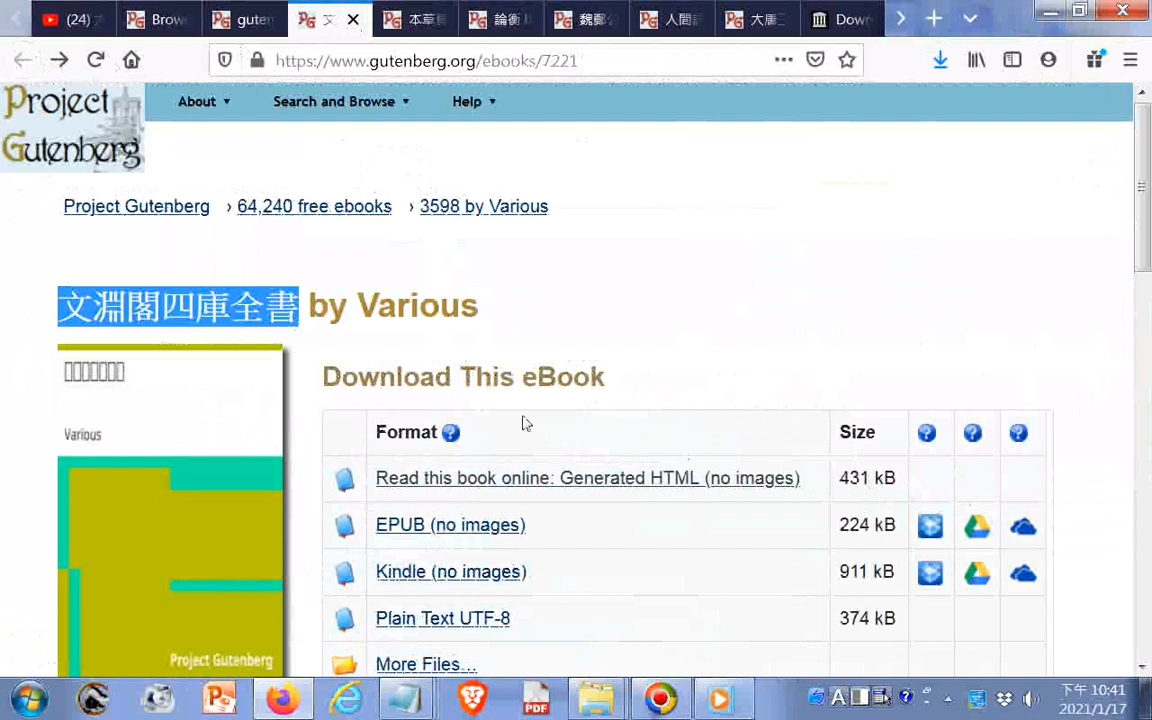 (24)
Brow
guten
文
本草
論衡
魏鄭
人間
大唐
Down
https://www.gutenberg.org/ebooks/7221
Project Gutenberg
About ▼ Search and Browse ▼ Help ▼
Project Gutenberg › 64,240 free ebooks › 3598 by Various
文淵閣四庫全書 by Various
Various
Project Gutenberg
Download This eBook
Format Size
Read this book online: Generated HTML (no images) 431 kB
EPUB (no images) 224 kB
Kindle (no images) 911 kB
Plain Text UTF-8 374 kB
More Files…
PDF
A
下午 10:41
2021/1/17